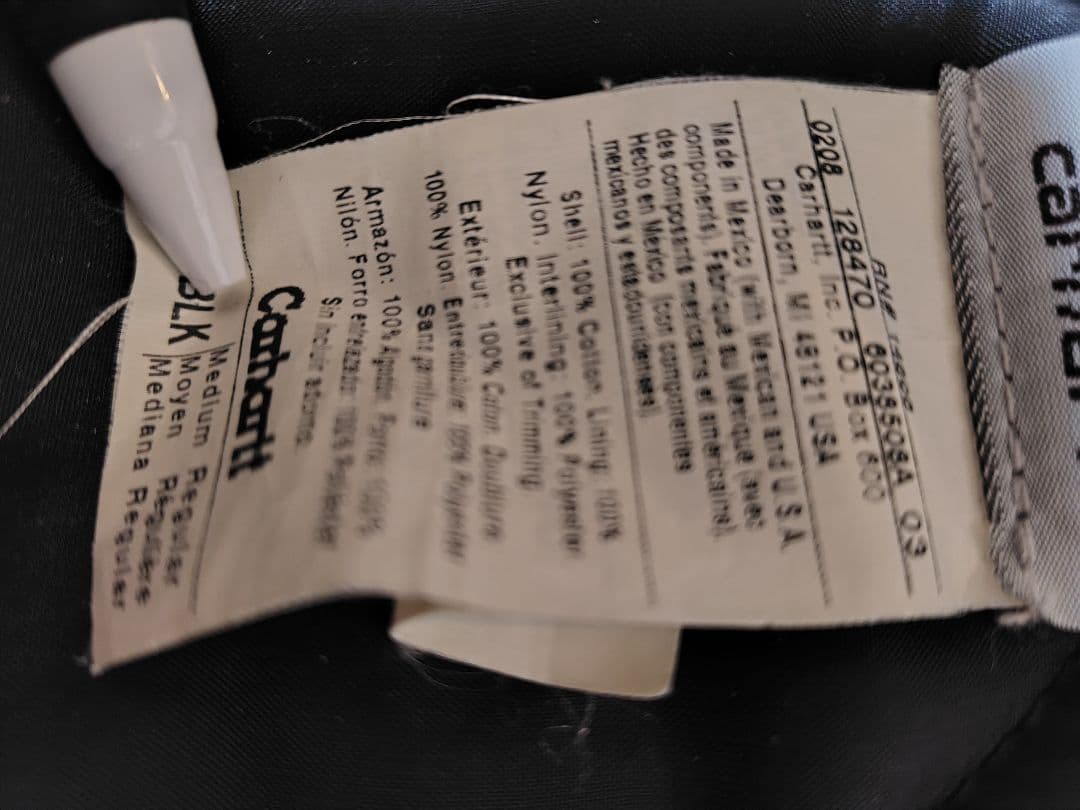 carhartt
RN# 14806
0208 128470 6039508A 03
Carhartt, Inc. P.O. Box 600
Dearborn, MI 48121 USA
Made in Mexico (with Mexican and U.S.A.
components). Fabriqué au Mexique (avec
des composants mexicains et américains).
Hecho en México (con componentes
mexicanos y estadounidenses).
Shell: 100% Cotton. Lining: 100%
Nylon. Interlining: 100% Polyester
Exclusive of Trimming
Extérieur: 100% Coton. Doublure
100% Nylon. Entredoublure 100% Polyester
Sans garniture
Armazón: 100% Algodón. Forro: 100%
Nilón. Forro entrelazado: 100% Poliéster
Sin incluir adorno.
Carhartt
BLK Medium Regular
Moyen Régulière
Mediana Regular